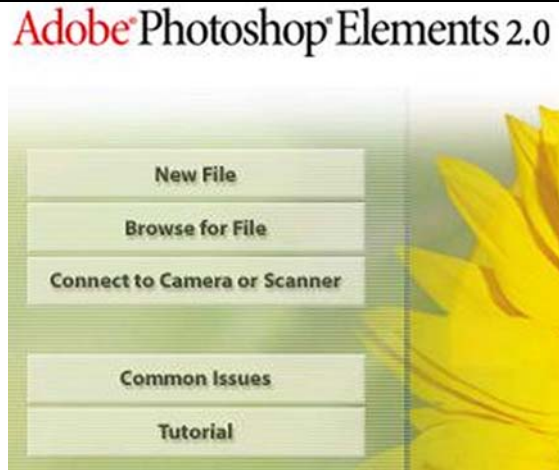 Adobe® Photoshop® Elements 2.0
New File
Browse for File
Connect to Camera or Scanner
Common Issues
Tutorial